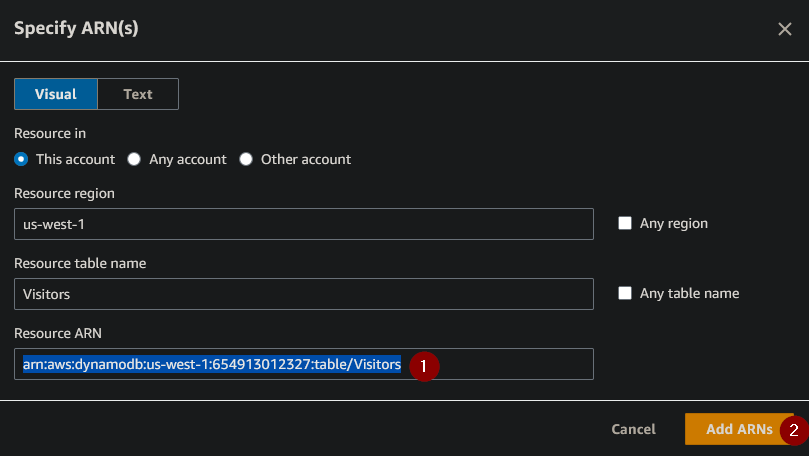 Specify ARN(s)
Visual Text
Resource in
This account Any account Other account
Resource region
us-west-1 Any region
Resource table name
Visitors Any table name
Resource ARN
arn:aws:dynamodb:us-west-1:654913012327:table/Visitors 1
Cancel Add ARNs 2